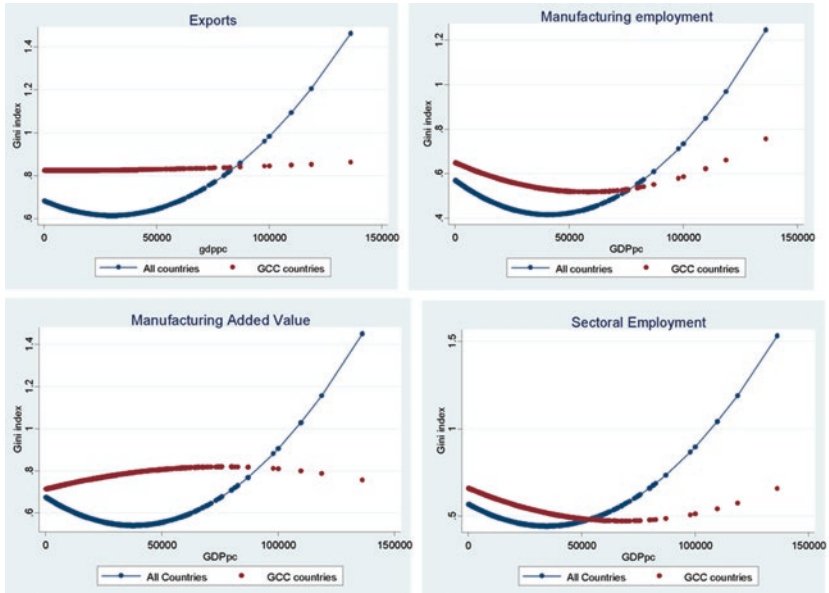 Exports
Gini index
1.4
1.2
1
.8
.6
0
50000
100000
150000
gdppc
All countries
GCC countries
Manufacturing employment
Gini index
1.2
1
.8
.6
.4
0
50000
100000
150000
GDPpc
All countries
GCC countries
Manufacturing Added Value
Gini index
1.4
1.2
1
.8
.6
0
50000
100000
150000
GDPpc
All Countries
GCC countries
Sectoral Employment
Gini index
1.5
1
.5
0
50000
100000
150000
GDPpc
All Countries
GCC countries